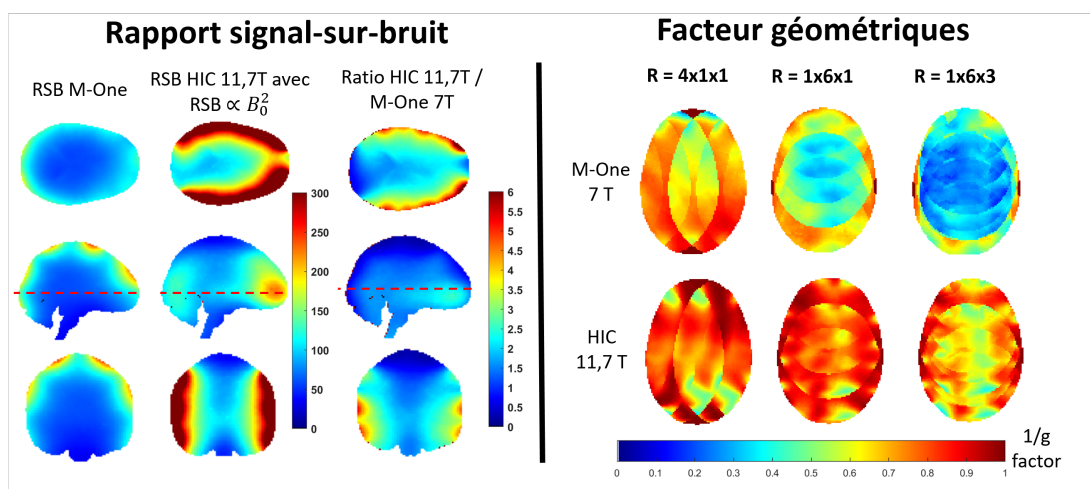 Rapport signal-sur-bruit
RSB M-One
RSB HIC 11,7T avec
RSB ∝ B₀²
Ratio HIC 11,7T /
M-One 7T
300
250
200
150
100
50
0
6
5.5
5
4.5
4
3.5
3
2.5
2
1.5
1
0.5
0
Facteur géométriques
R = 4x1x1
R = 1x6x1
R = 1x6x3
M-One
7 T
HIC
11,7 T
0 0.1 0.2 0.3 0.4 0.5 0.6 0.7 0.8 0.9 1
1/g
factor